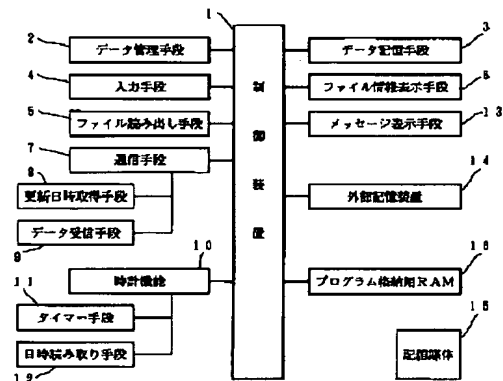 1
2
データ管理手段
3
データ記憶手段
4
入力手段
6
ファイル情報表示手段
5
ファイル読み出し手段
13
メッセージ表示手段
7
通信手段
制御装置
8
更新日時取得手段
14
外部記憶装置
データ受信手段
9
10
時計機能
16
プログラム格納用RAM
11
タイマー手段
15
記憶媒体
日時読み取り手段
12